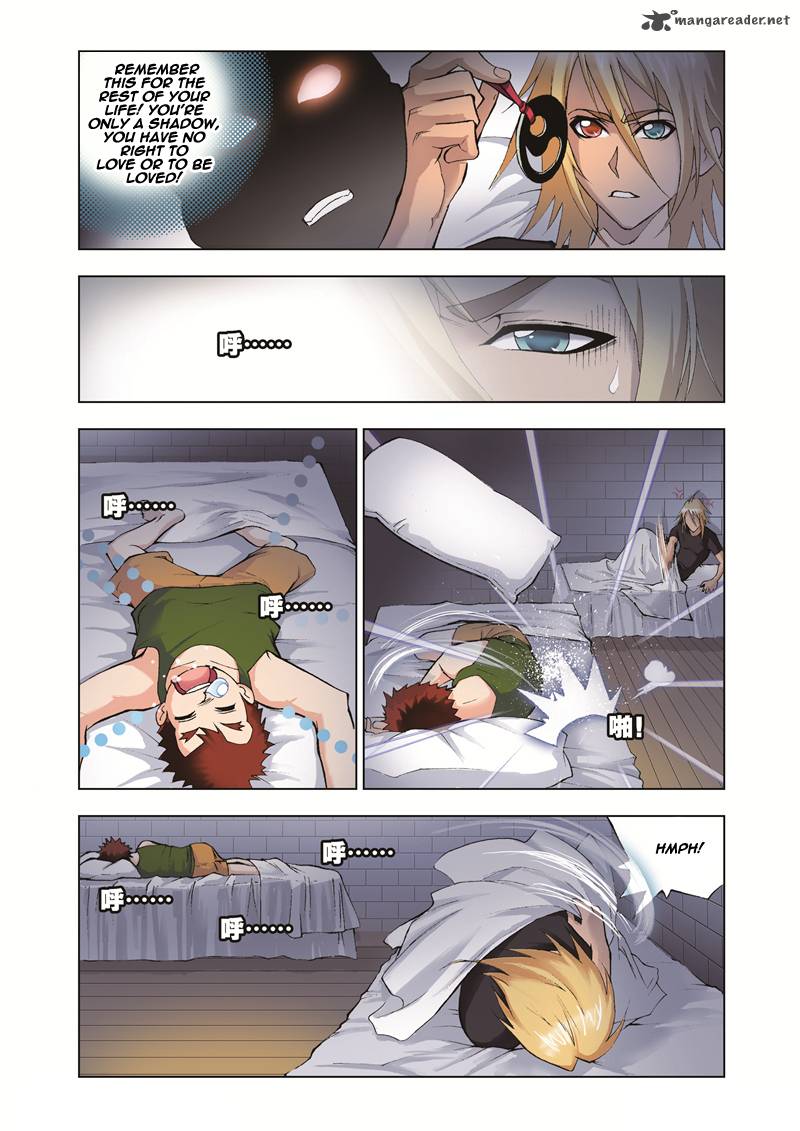 mangareader.net
REMEMBER
THIS FOR THE
REST OF YOUR
LIFE! YOU'RE
ONLY A SHADOW,
YOU HAVE NO
RIGHT TO
LOVE OR TO BE
LOVED!
呼……
呼……
呼……
啪!
呼……
HMPH!
呼……
呼……